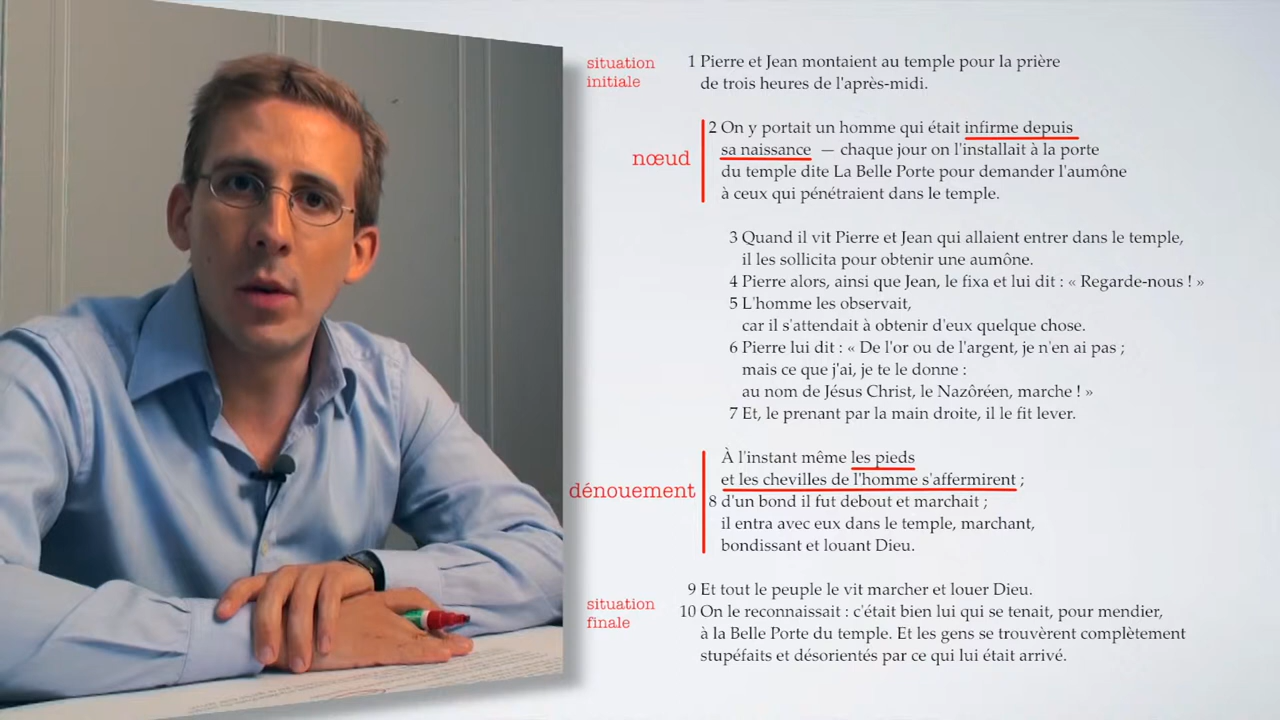 situation
initiale
1 Pierre et Jean montaient au temple pour la prière
de trois heures de l'après-midi.
nœud
2 On y portait un homme qui était infirme depuis
sa naissance — chaque jour on l'installait à la porte
du temple dite La Belle Porte pour demander l'aumône
à ceux qui pénétraient dans le temple.
3 Quand il vit Pierre et Jean qui allaient entrer dans le temple,
il les sollicita pour obtenir une aumône.
4 Pierre alors, ainsi que Jean, le fixa et lui dit : « Regarde-nous ! »
5 L'homme les observait,
car il s'attendait à obtenir d'eux quelque chose.
6 Pierre lui dit : « De l'or ou de l'argent, je n'en ai pas ;
mais ce que j'ai, je te le donne :
au nom de Jésus Christ, le Nazôréen, marche ! »
7 Et, le prenant par la main droite, il le fit lever.
dénouement
À l'instant même les pieds
et les chevilles de l'homme s'affermirent ;
8 d'un bond il fut debout et marchait ;
il entra avec eux dans le temple, marchant,
bondissant et louant Dieu.
situation
finale
9 Et tout le peuple le vit marcher et louer Dieu.
10 On le reconnaissait : c'était bien lui qui se tenait, pour mendier,
à la Belle Porte du temple. Et les gens se trouvèrent complètement
stupéfaits et désorientés par ce qui lui était arrivé.